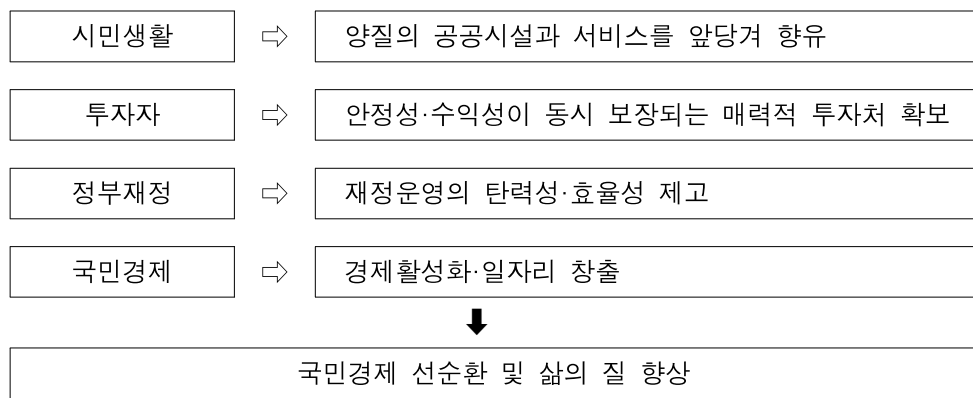 시민생활 ⇨ 양질의 공공시설과 서비스를 앞당겨 향유
투자자 ⇨ 안정성·수익성이 동시 보장되는 매력적 투자처 확보
정부재정 ⇨ 재정운영의 탄력성·효율성 제고
국민경제 ⇨ 경제활성화·일자리 창출
국민경제 선순환 및 삶의 질 향상